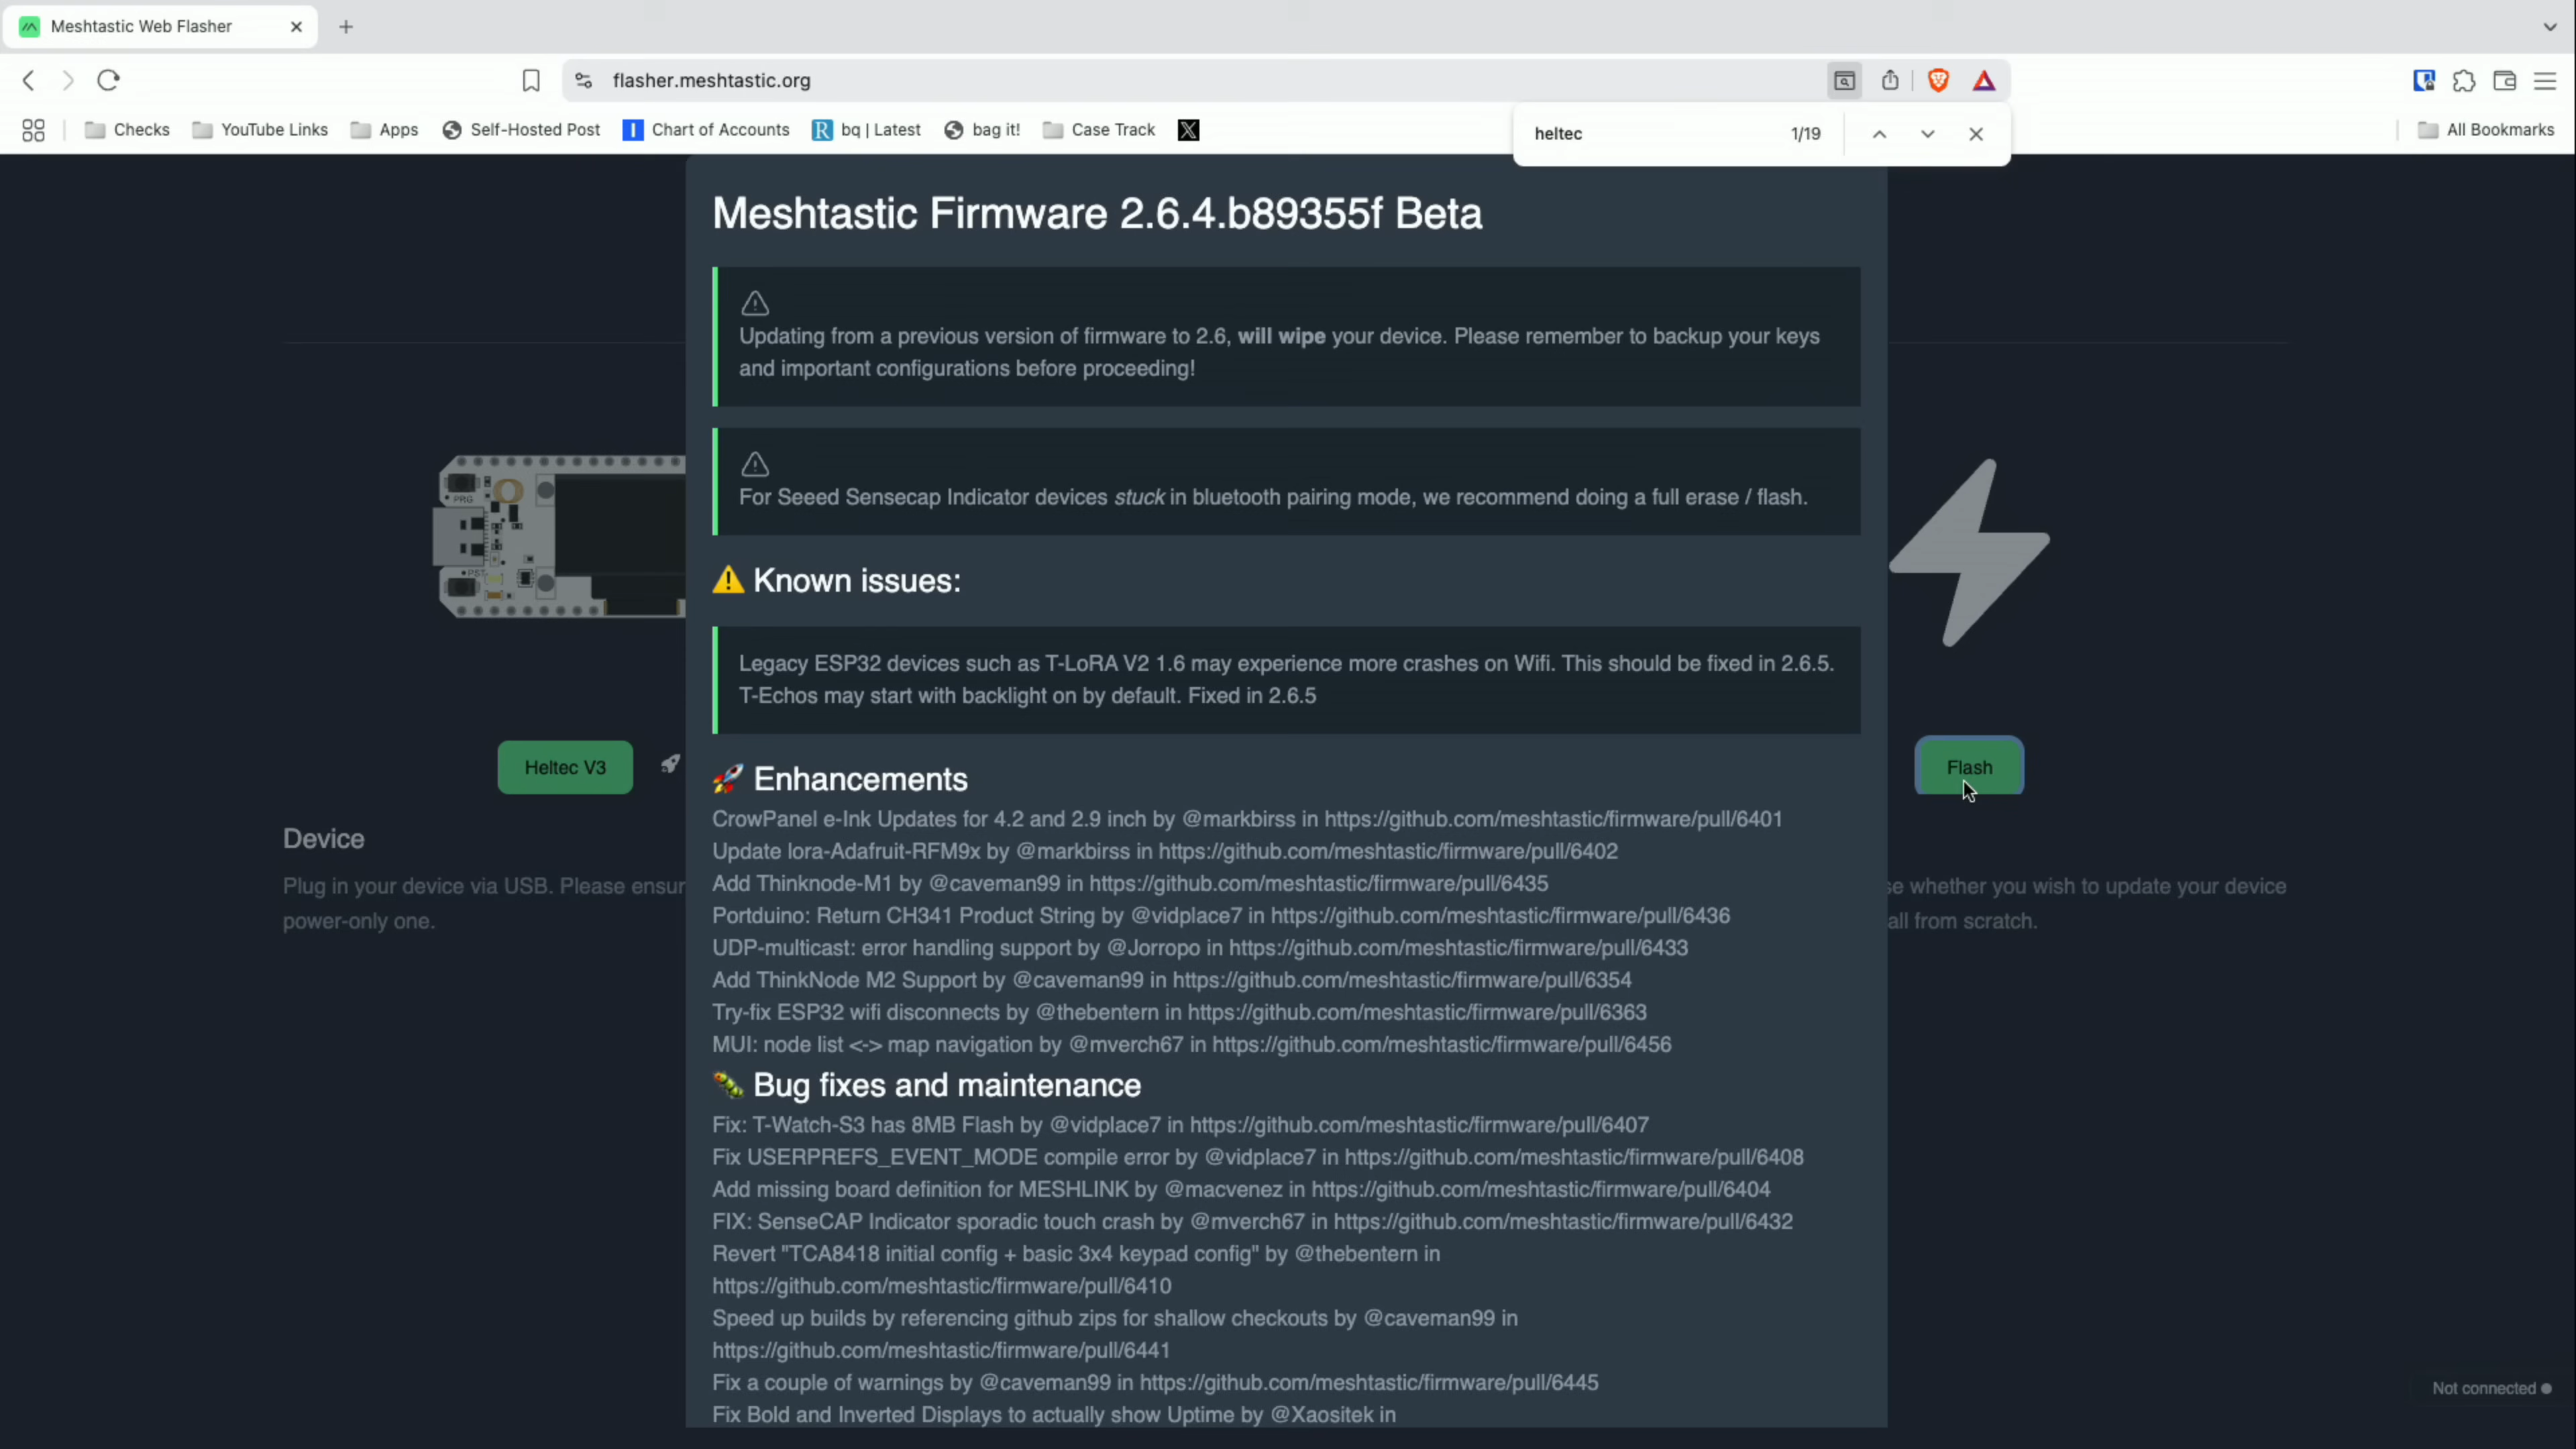 Meshtastic Web Flasher
flasher.meshtastic.org
Checks
YouTube Links
Apps
Self-Hosted Post
Chart of Accounts
bq | Latest
bag it!
Case Track
All Bookmarks
heltec 1/19
Meshtastic Firmware 2.6.4.b89355f Beta
Updating from a previous version of firmware to 2.6, will wipe your device. Please remember to backup your keys
and important configurations before proceeding!
For Seeed Sensecap Indicator devices stuck in bluetooth pairing mode, we recommend doing a full erase / flash.
⚠️ Known issues:
Legacy ESP32 devices such as T-LoRA V2 1.6 may experience more crashes on Wifi. This should be fixed in 2.6.5.
T-Echos may start with backlight on by default. Fixed in 2.6.5
🚀 Enhancements
CrowPanel e-Ink Updates for 4.2 and 2.9 inch by @markbirss in https://github.com/meshtastic/firmware/pull/6401
Update lora-Adafruit-RFM9x by @markbirss in https://github.com/meshtastic/firmware/pull/6402
Add Thinknode-M1 by @caveman99 in https://github.com/meshtastic/firmware/pull/6435
Portduino: Return CH341 Product String by @vidplace7 in https://github.com/meshtastic/firmware/pull/6436
UDP-multicast: error handling support by @Jorropo in https://github.com/meshtastic/firmware/pull/6433
Add ThinkNode M2 Support by @caveman99 in https://github.com/meshtastic/firmware/pull/6354
Try-fix ESP32 wifi disconnects by @thebentern in https://github.com/meshtastic/firmware/pull/6363
MUI: node list <-> map navigation by @mverch67 in https://github.com/meshtastic/firmware/pull/6456
🐛 Bug fixes and maintenance
Fix: T-Watch-S3 has 8MB Flash by @vidplace7 in https://github.com/meshtastic/firmware/pull/6407
Fix USERPREFS_EVENT_MODE compile error by @vidplace7 in https://github.com/meshtastic/firmware/pull/6408
Add missing board definition for MESHLINK by @macvenez in https://github.com/meshtastic/firmware/pull/6404
FIX: SenseCAP Indicator sporadic touch crash by @mverch67 in https://github.com/meshtastic/firmware/pull/6432
Revert "TCA8418 initial config + basic 3x4 keypad config" by @thebentern in
https://github.com/meshtastic/firmware/pull/6410
Speed up builds by referencing github zips for shallow checkouts by @caveman99 in
https://github.com/meshtastic/firmware/pull/6441
Fix a couple of warnings by @caveman99 in https://github.com/meshtastic/firmware/pull/6445
Fix Bold and Inverted Displays to actually show Uptime by @Xaositek in
PRG
RST
Heltec V3
Device
Plug in your device via USB. Please ensur
power-only one.
Flash
se whether you wish to update your device
all from scratch.
Not connected